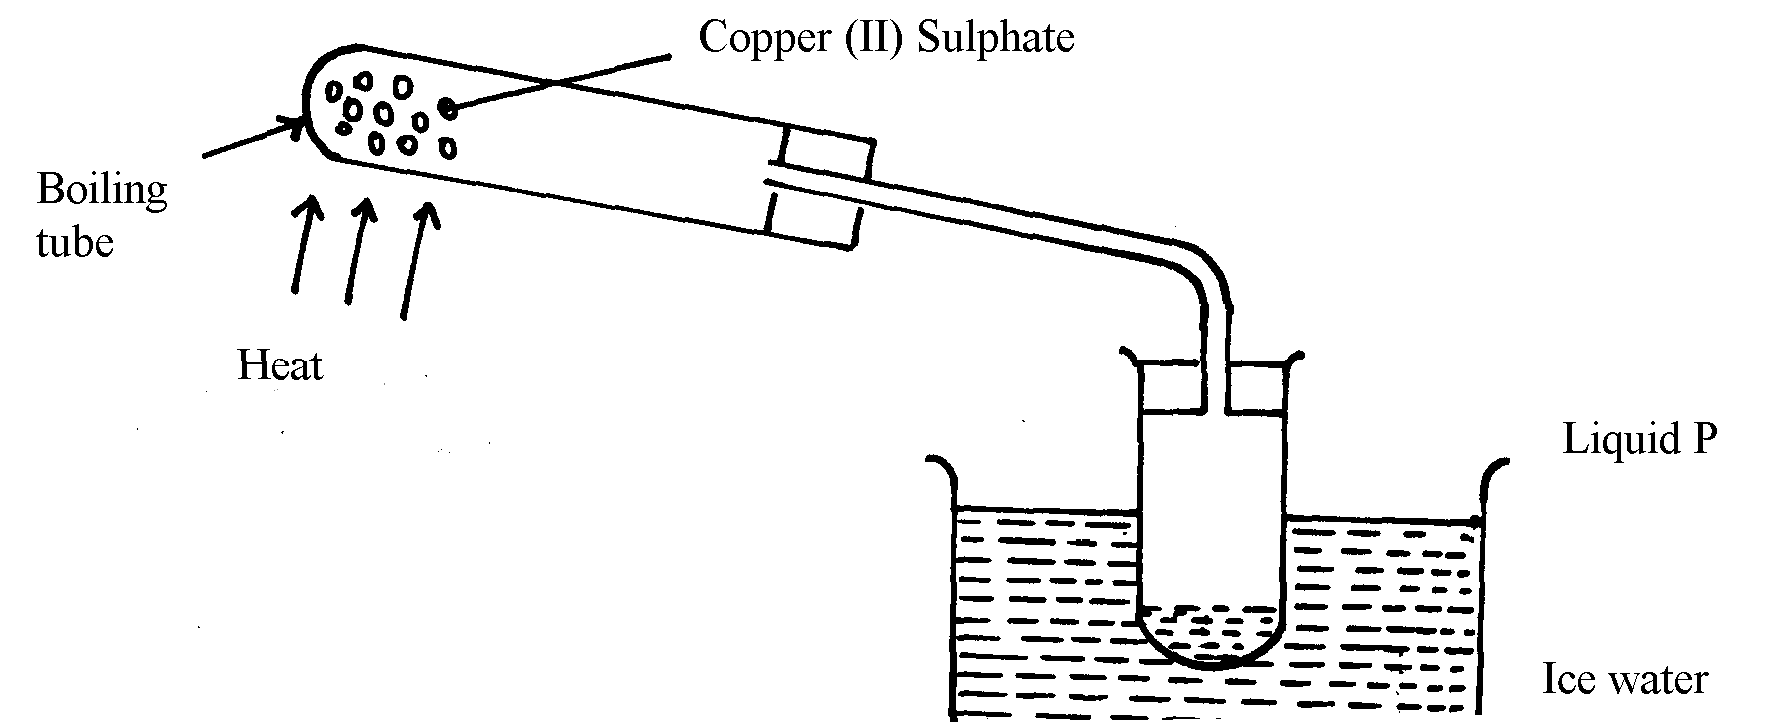 Copper (II) Sulphate
Boiling
tube
Heat
Liquid P
Ice water